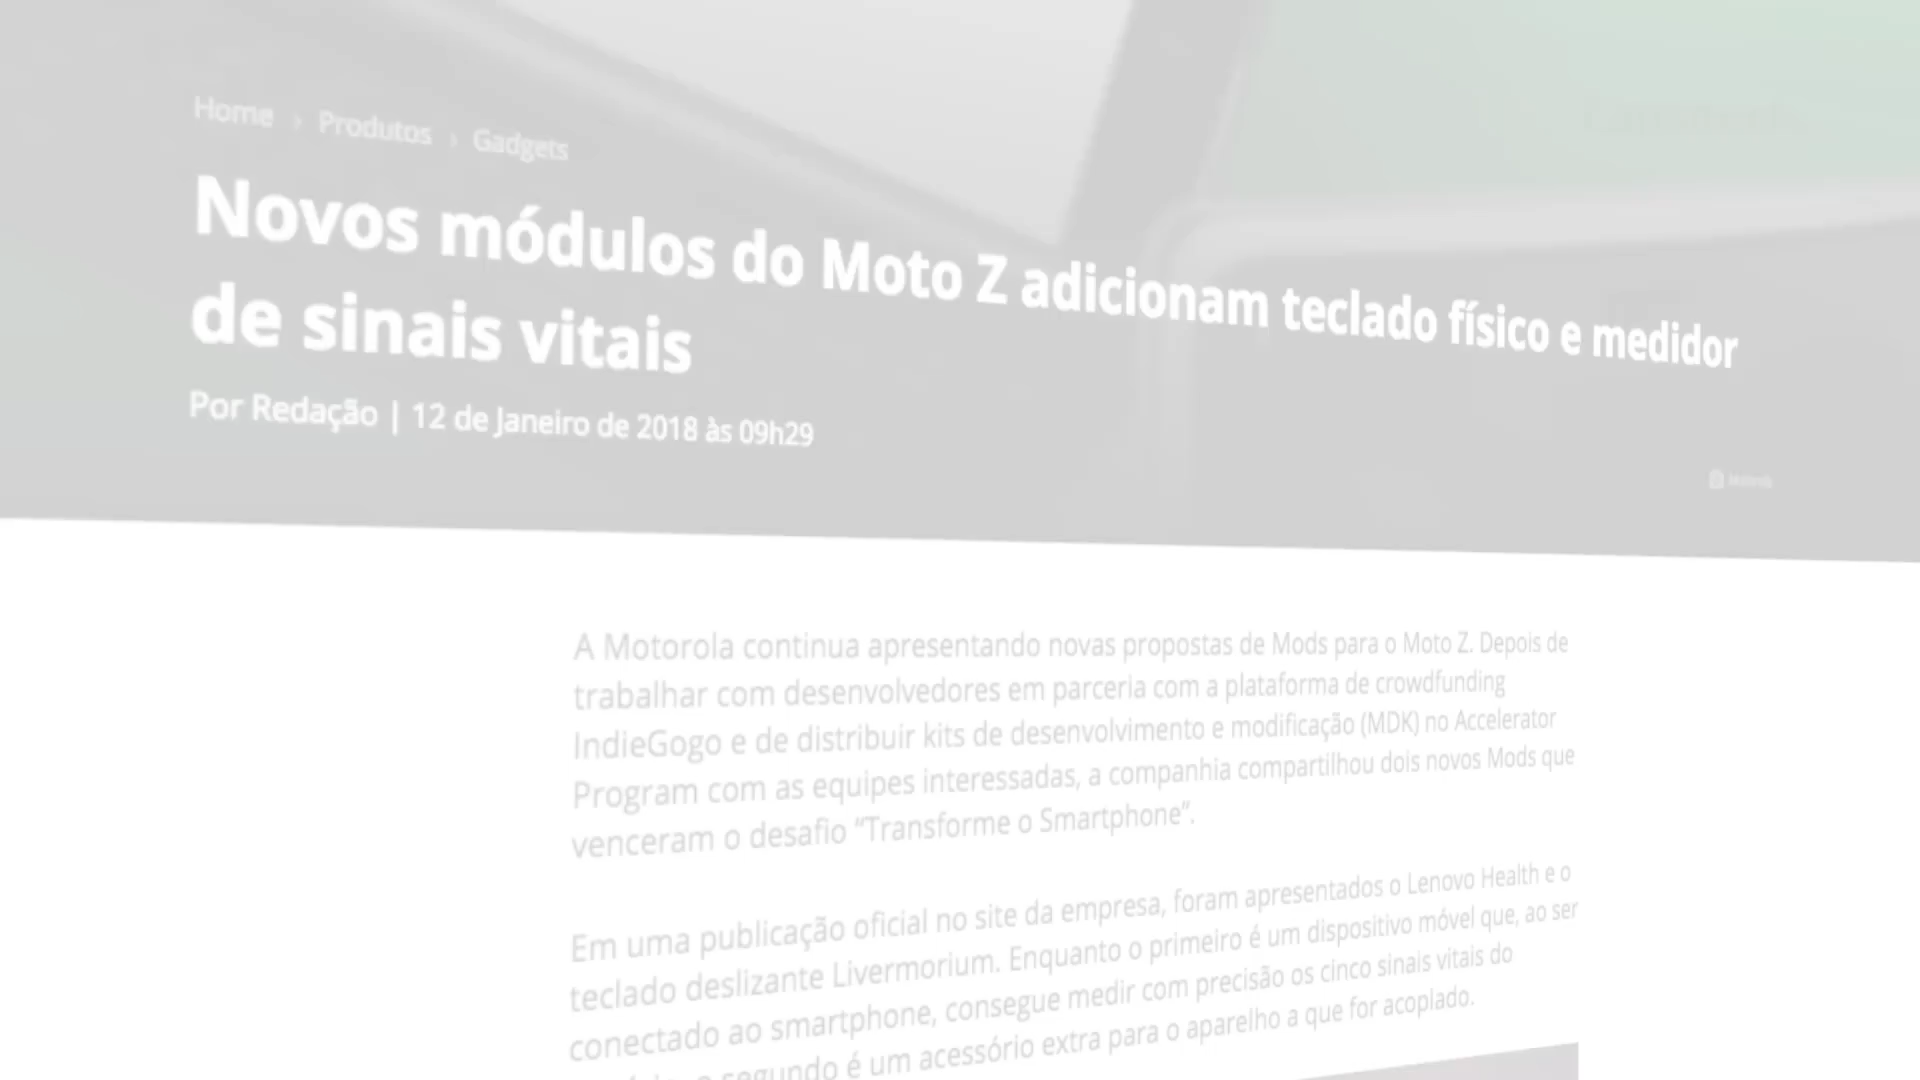 Home › Produtos › Gadgets
Novos módulos do Moto Z adicionam teclado físico e medidor
de sinais vitais
Por Redação | 12 de Janeiro de 2018 às 09h29
A Motorola continua apresentando novas propostas de Mods para o Moto Z. Depois de
trabalhar com desenvolvedores em parceria com a plataforma de crowdfunding
IndieGogo e de distribuir kits de desenvolvimento e modificação (MDK) no Accelerator
Program com as equipes interessadas, a companhia compartilhou dois novos Mods que
venceram o desafio “Transforme o Smartphone”.
Em uma publicação oficial no site da empresa, foram apresentados o Lenovo Health e o
teclado deslizante Livermorium. Enquanto o primeiro é um dispositivo móvel que, ao ser
conectado ao smartphone, consegue medir com precisão os cinco sinais vitais do
o segundo é um acessório extra para o aparelho a que for acoplado.